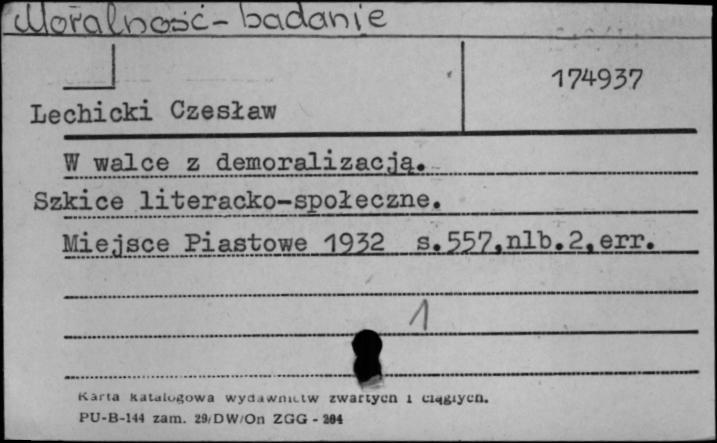 Moralność - badanie
174937
Lechicki Czesław
W walce z demoralizacją.
Szkice literacko-społeczne.
Miejsce Piastowe 1932 s.557,nlb.2,err.
1
Karta katalogowa wydawnictw zwartych i ciągłych.
PU-B-144 zam. 29/DW/On ZGG - 204